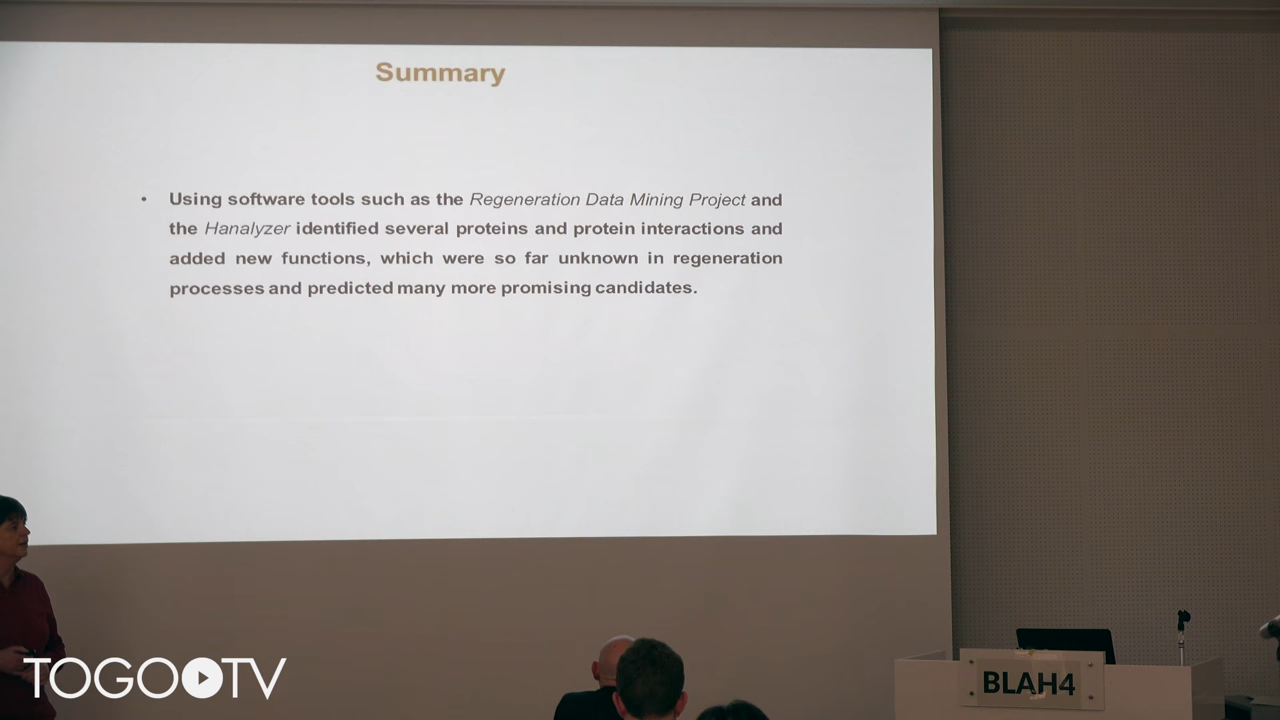 Summary
• Using software tools such as the Regeneration Data Mining Project and
the Hanalyzer identified several proteins and protein interactions and
added new functions, which were so far unknown in regeneration
processes and predicted many more promising candidates.
BLAH4
TOGOTV